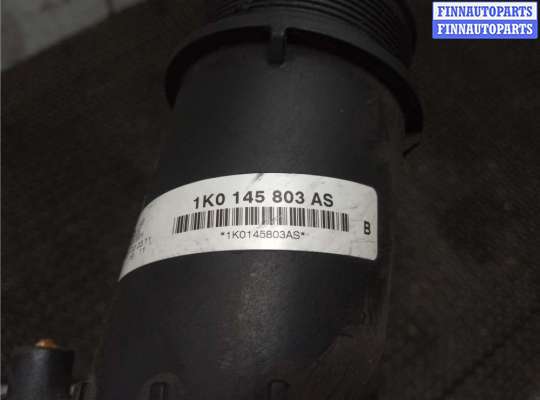 FINNAUTOPARTS
FINNAUTOPARTS
1K0 145 803 AS
*1K0145803AS*
B